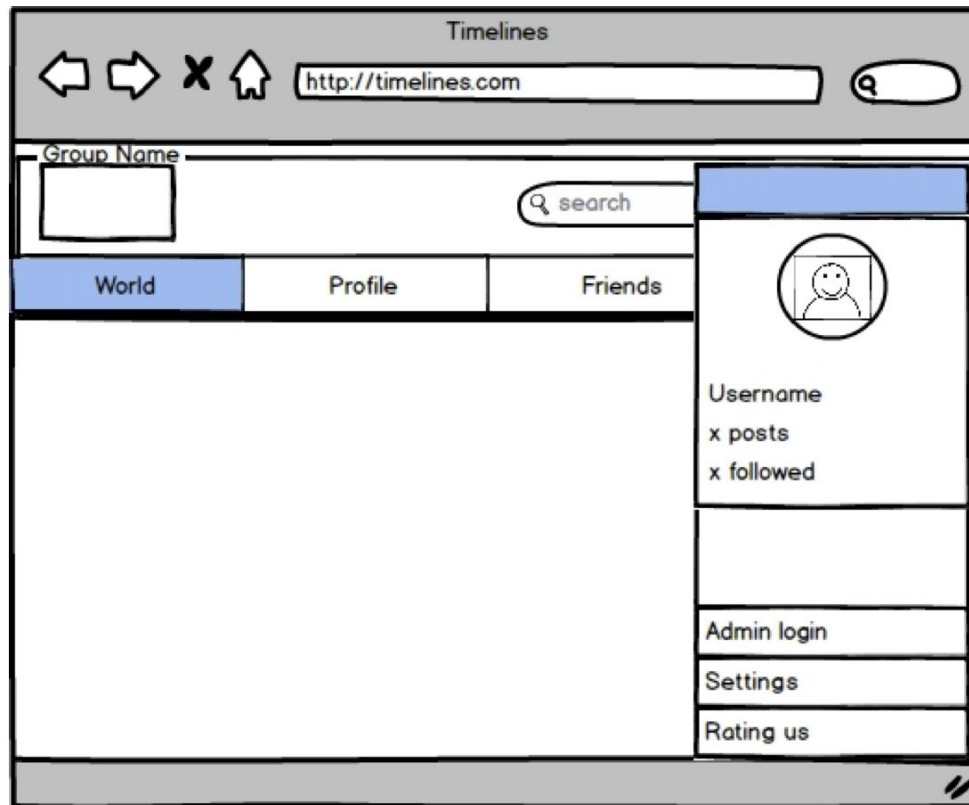 Timelines
http://timelines.com
Group Name
search
World Profile Friends
Username
x posts
x followed
Admin login
Settings
Rating us